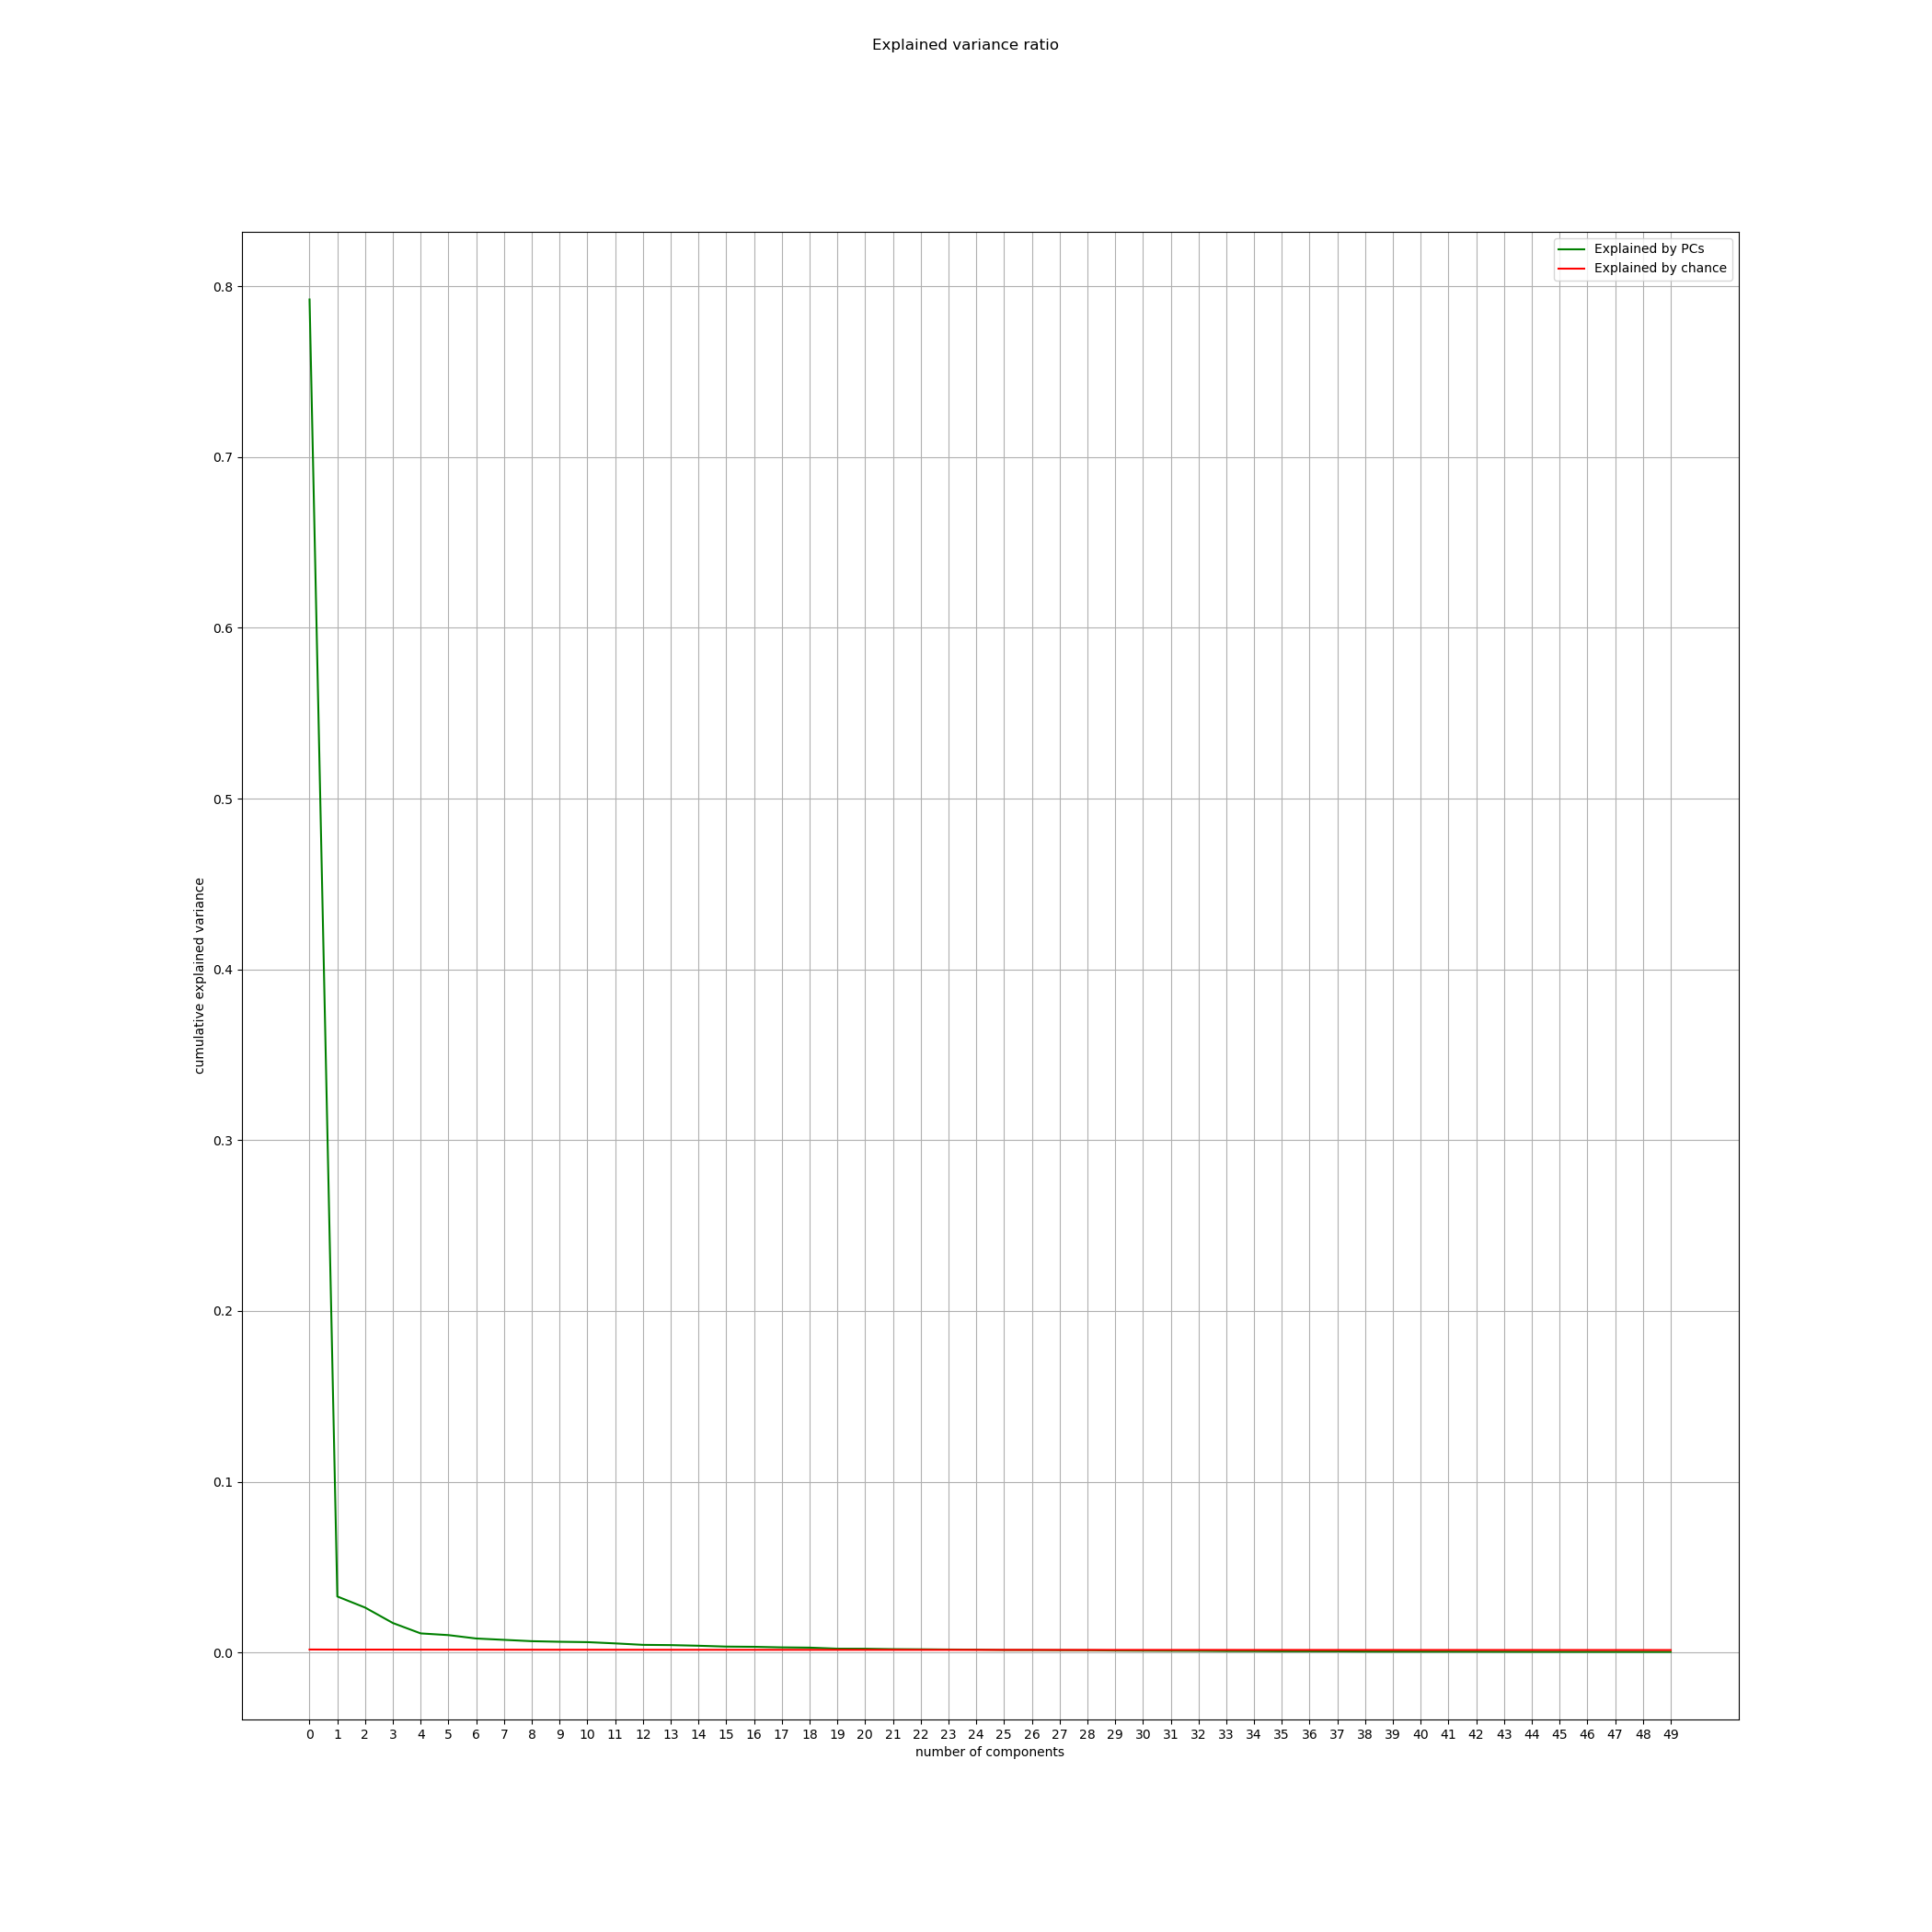 Explained variance ratio
Explained by PCs
Explained by chance
0.8
0.7
0.6
0.5
0.4
0.3
0.2
0.1
0.0
cumulative explained variance
0 1 2 3 4 5 6 7 8 9 10 11 12 13 14 15 16 17 18 19 20 21 22 23 24 25 26 27 28 29 30 31 32 33 34 35 36 37 38 39 40 41 42 43 44 45 46 47 48 49
number of components